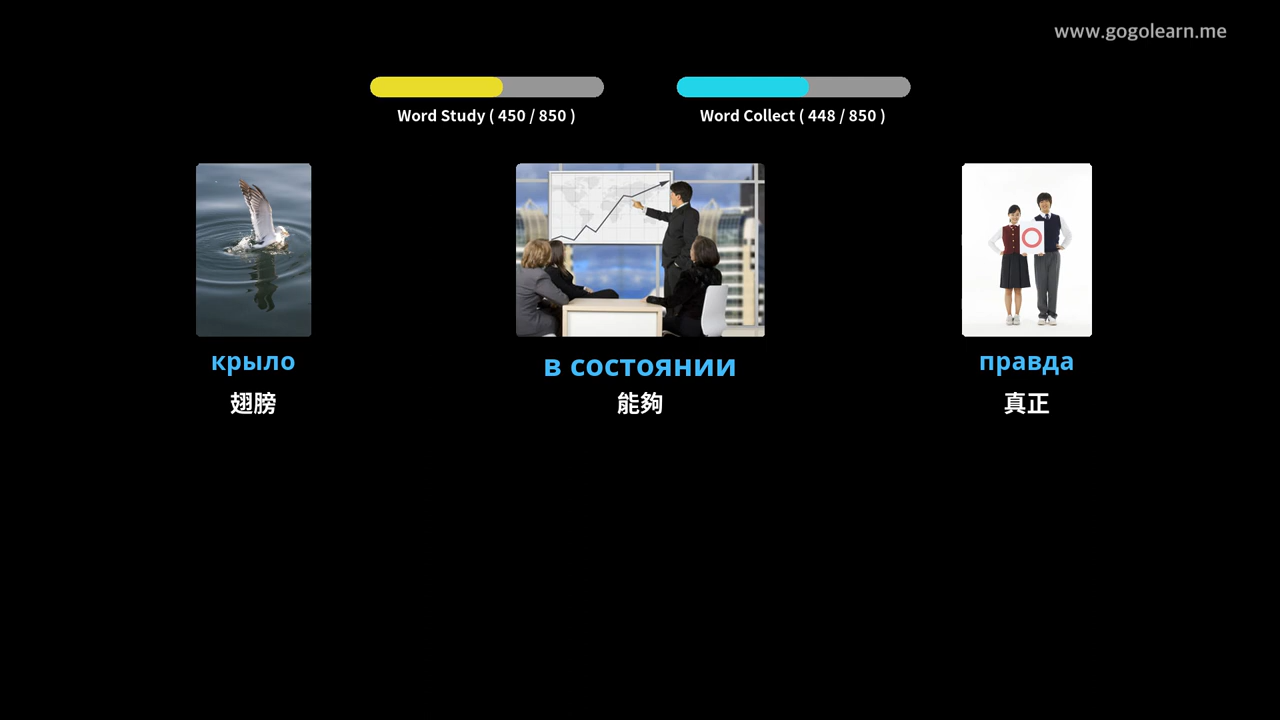 www.gogolearn.me
Word Study ( 450 / 850 )
Word Collect ( 448 / 850 )
крыло
в состоянии
правда
翅膀
能夠
真正